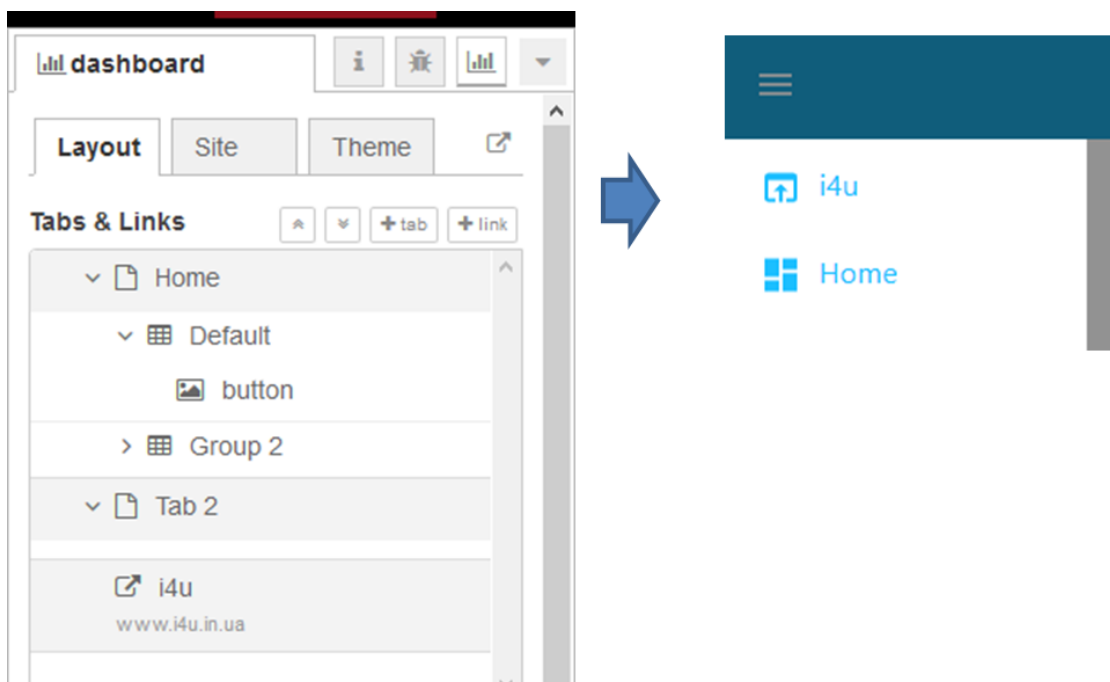 dashboard
Layout Site Theme
Tabs & Links +tab +link
Home
Default
button
Group 2
Tab 2
i4u
www.i4u.in.ua
i4u
Home